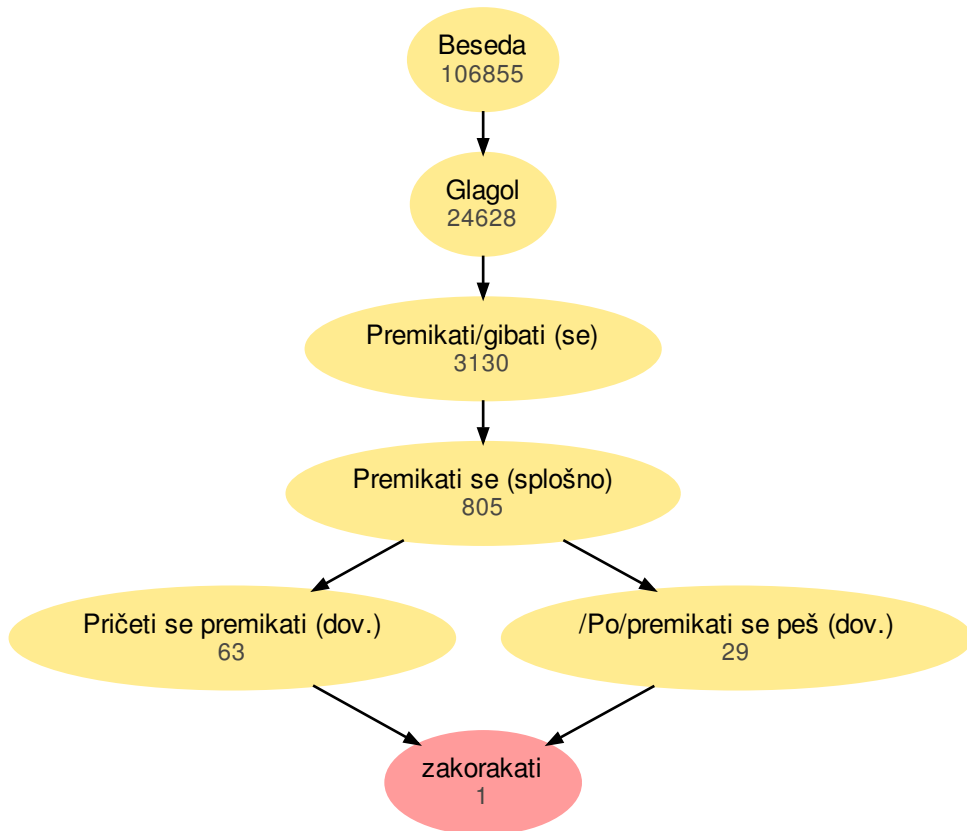 Beseda
106855
Glagol
24628
Premikati/gibati (se)
3130
Premikati se (splošno)
805
Pričeti se premikati (dov.)
63
/Po/premikati se peš (dov.)
29
zakorakati
1